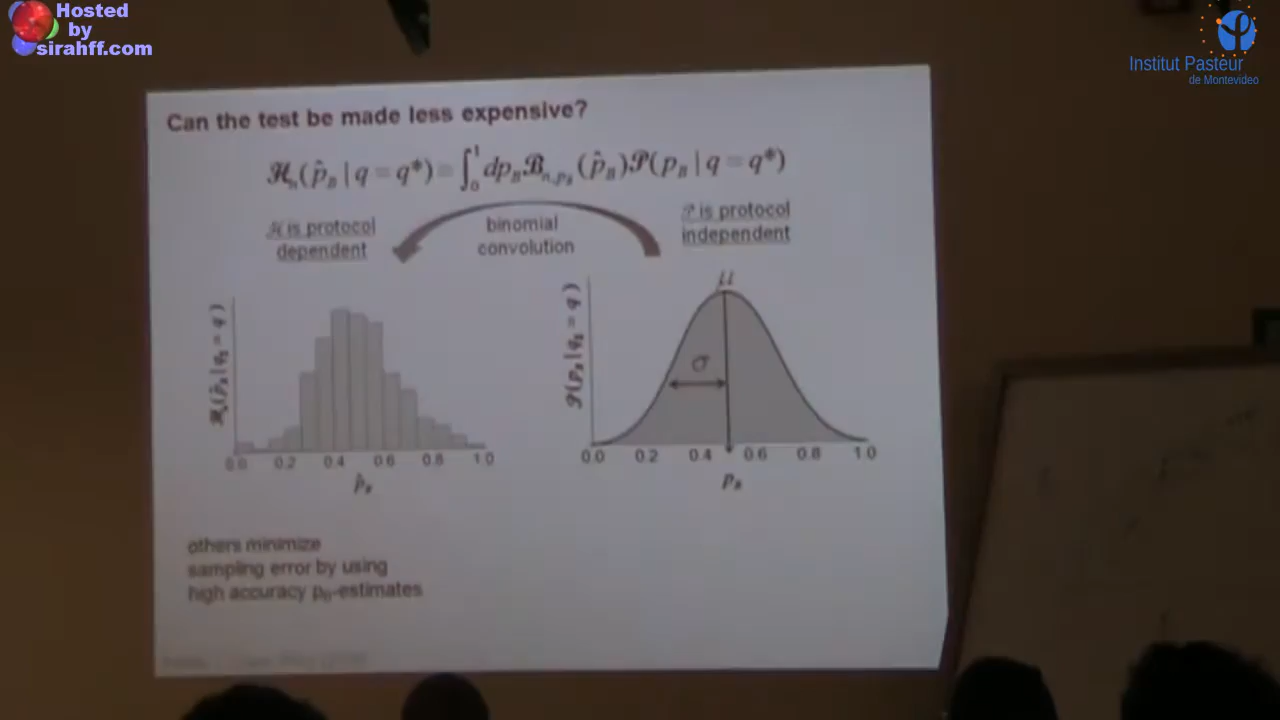 Hosted
by
sirahff.com
Institut Pasteur
de Montevideo
Can the test be made less expensive?
ℋₙ(p̂_B | q = q*) = ∫₀¹ dp_B ℬ_{n,p_B}(p̂_B) 𝒫(p_B | q = q*)
ℋ is protocol
dependent
binomial
convolution
𝒫 is protocol
independent
μ
σ
0.0 0.2 0.4 0.6 0.8 1.0
p̂_B
0.0 0.2 0.4 0.6 0.8 1.0
p_B
others minimize
sampling error by using
high accuracy p_B-estimates